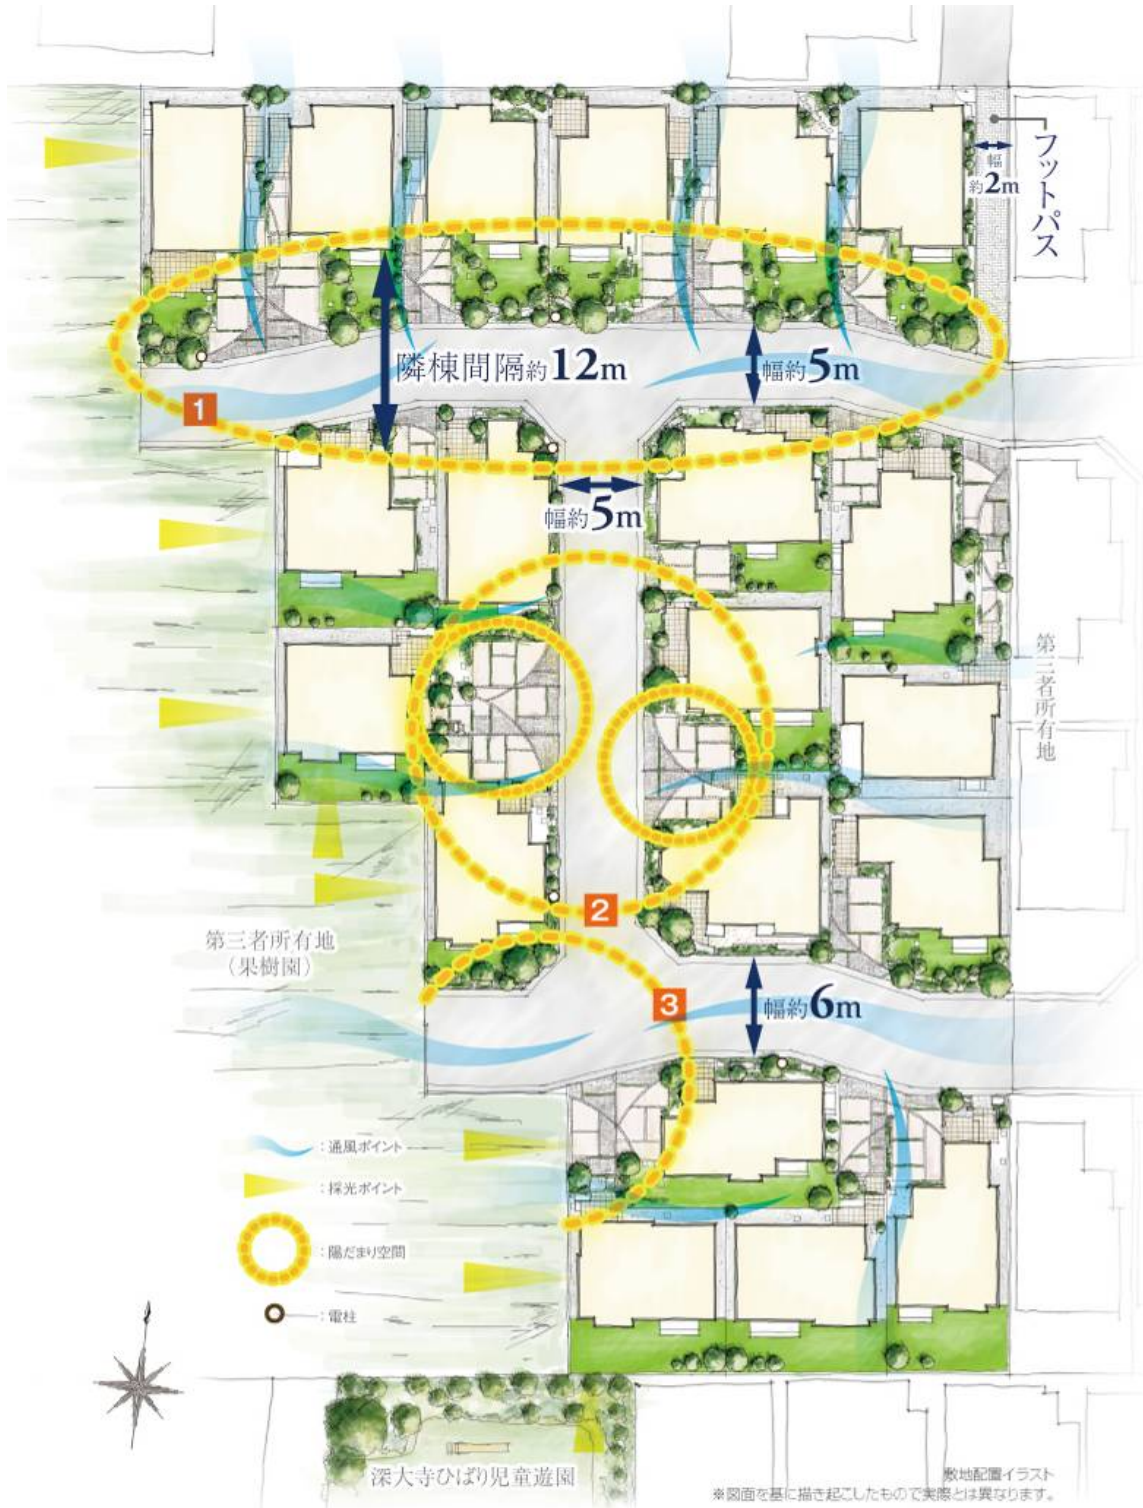 フットパス
幅
約2m
隣棟間隔約12m
幅約5m
1
幅約5m
第三者所有地
2
第三者所有地
（果樹園）
3
幅約6m
：通風ポイント
：採光ポイント
：陽だまり空間
：電柱
深大寺ひばり児童遊園
敷地配置イラスト
※図面を基に描き起こしたもので実際とは異なります。